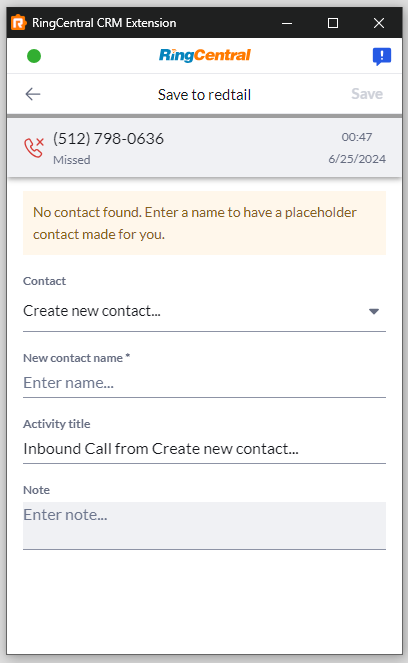 RingCentral CRM Extension
RingCentral
Save to redtail
Save
(512) 798-0636
00:47
Missed
6/25/2024
No contact found. Enter a name to have a placeholder
contact made for you.
Contact
Create new contact...
New contact name *
Enter name...
Activity title
Inbound Call from Create new contact...
Note
Enter note...